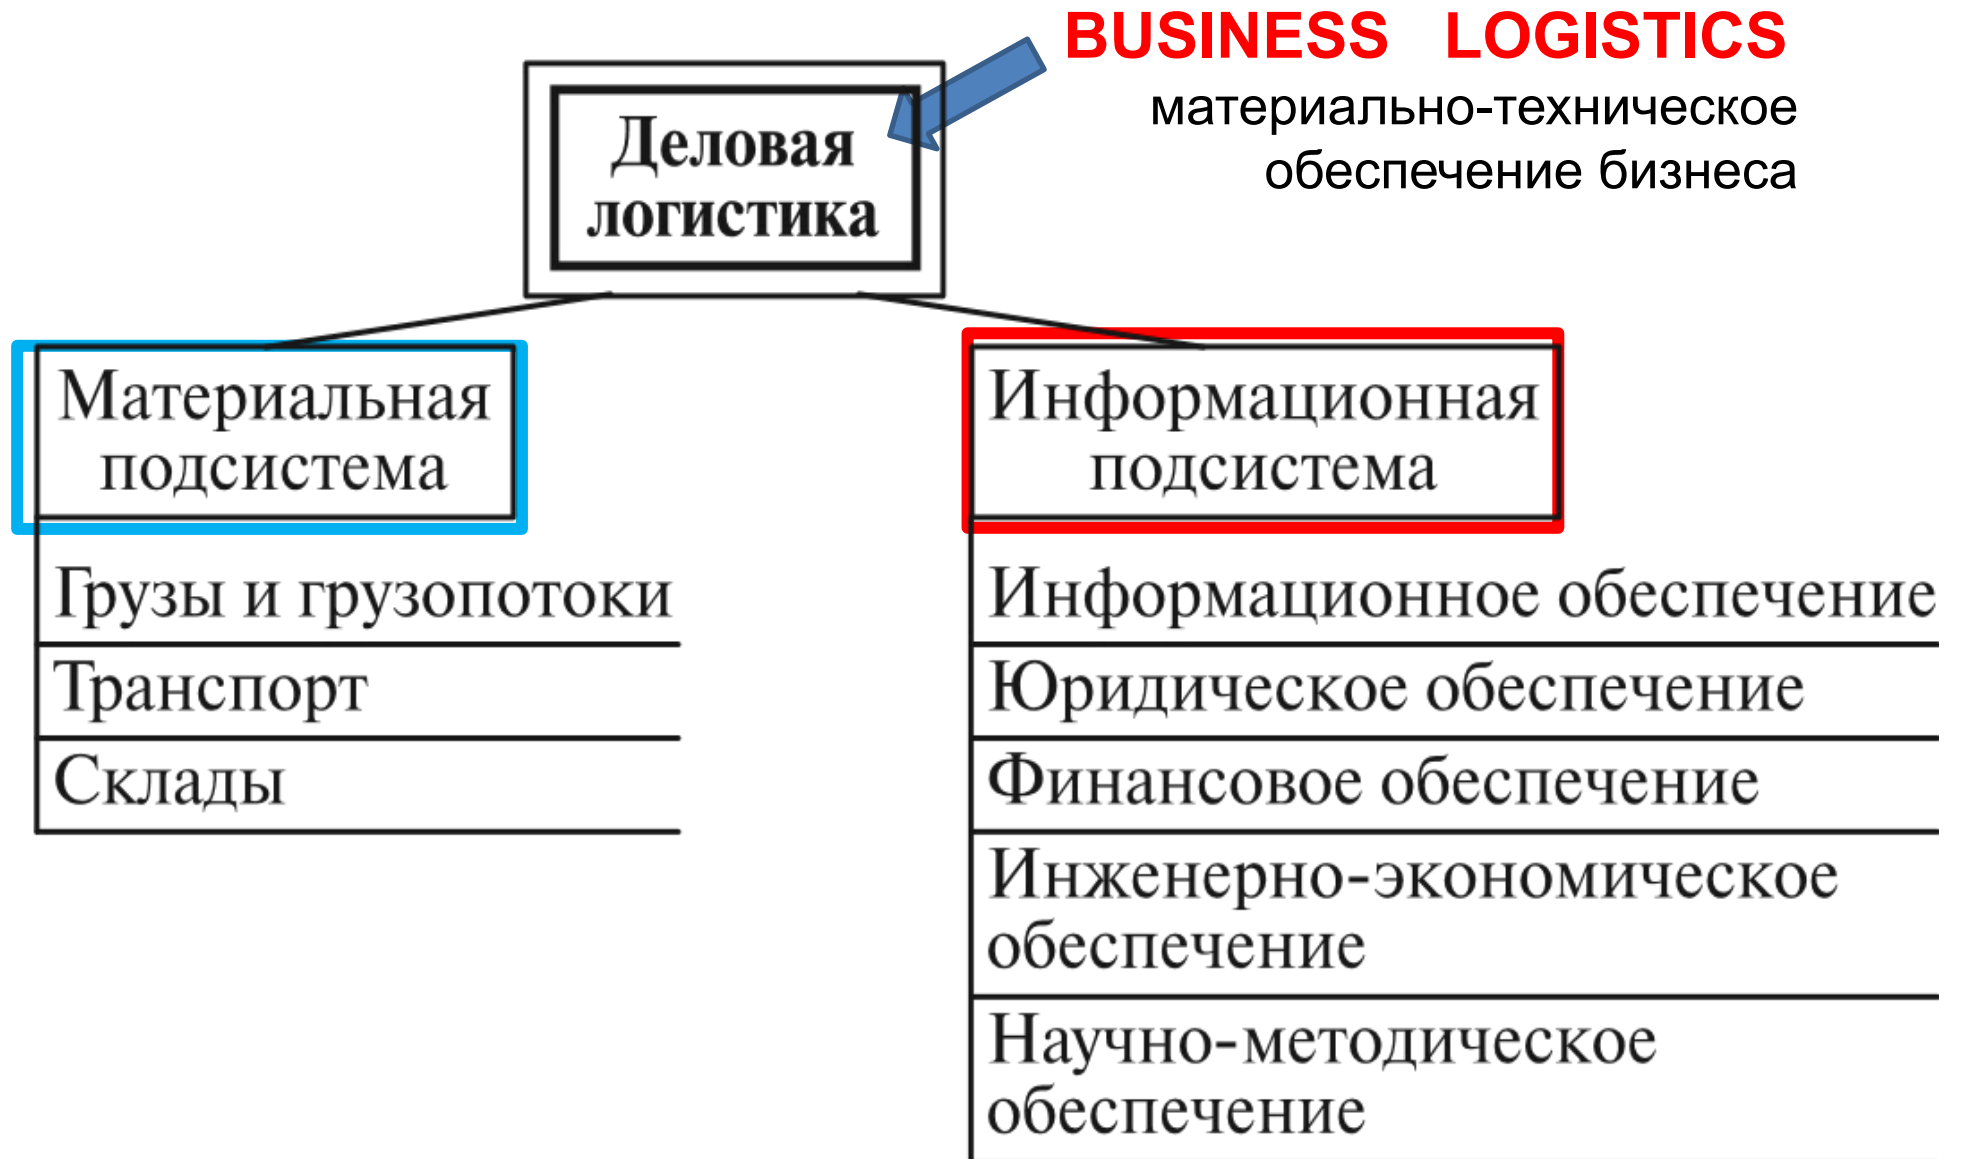 BUSINESS LOGISTICS
материально-техническое
обеспечение бизнеса
Деловая
логистика
Материальная
подсистема
Грузы и грузопотоки
Транспорт
Склады
Информационная
подсистема
Информационное обеспечение
Юридическое обеспечение
Финансовое обеспечение
Инженерно-экономическое
обеспечение
Научно-методическое
обеспечение